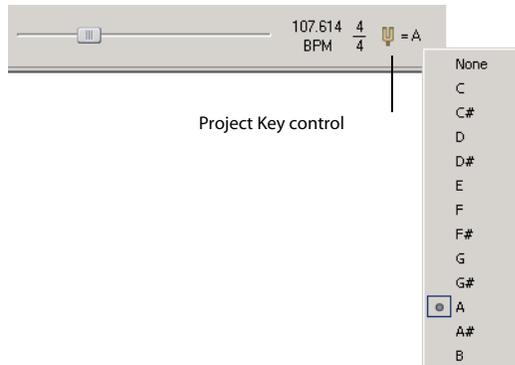 107.614 4
BPM 4 = A
Project Key control
None
C
C#
D
D#
E
F
F#
G
G#
A
A#
B